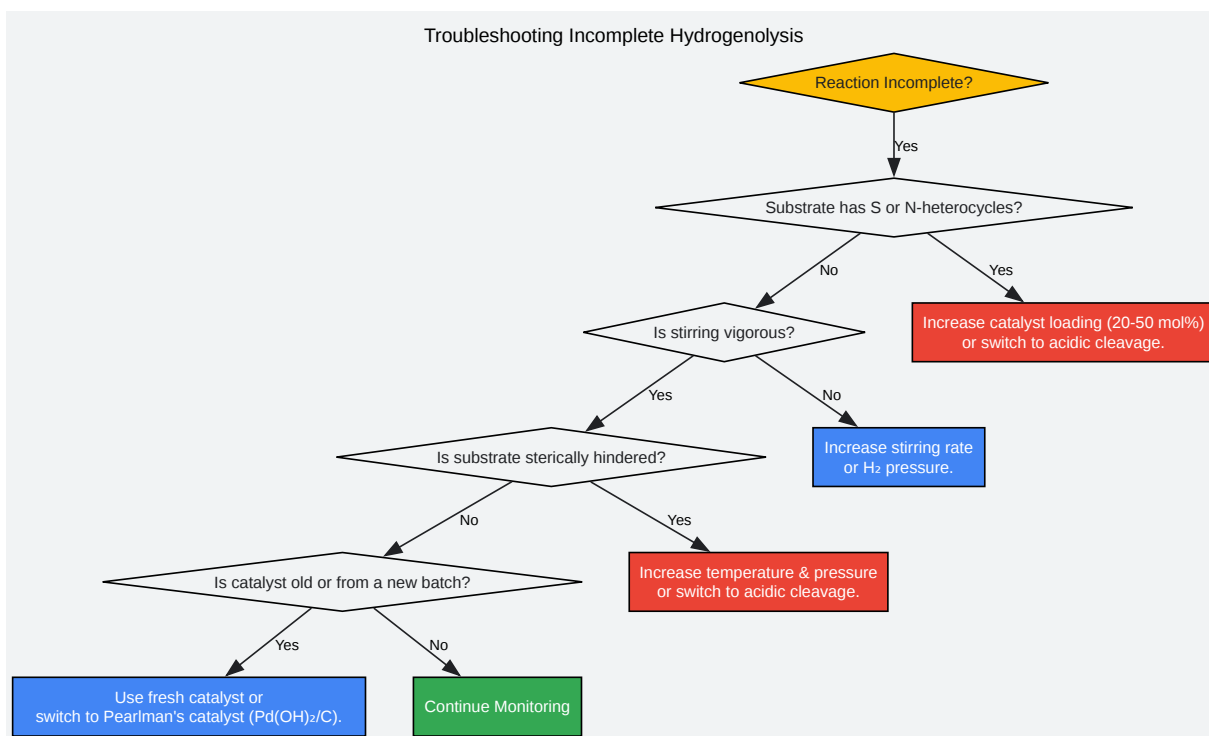 Troubleshooting Incomplete Hydrogenolysis
Reaction Incomplete?
Yes
Substrate has S or N-heterocycles?
No
Yes
Is stirring vigorous?
Increase catalyst loading (20-50 mol%)
or switch to acidic cleavage.
Yes
No
Is substrate sterically hindered?
Increase stirring rate
or H₂ pressure.
No
Yes
Is catalyst old or from a new batch?
Increase temperature & pressure
or switch to acidic cleavage.
Yes
No
Use fresh catalyst or
switch to Pearlman's catalyst (Pd(OH)₂/C).
Continue Monitoring